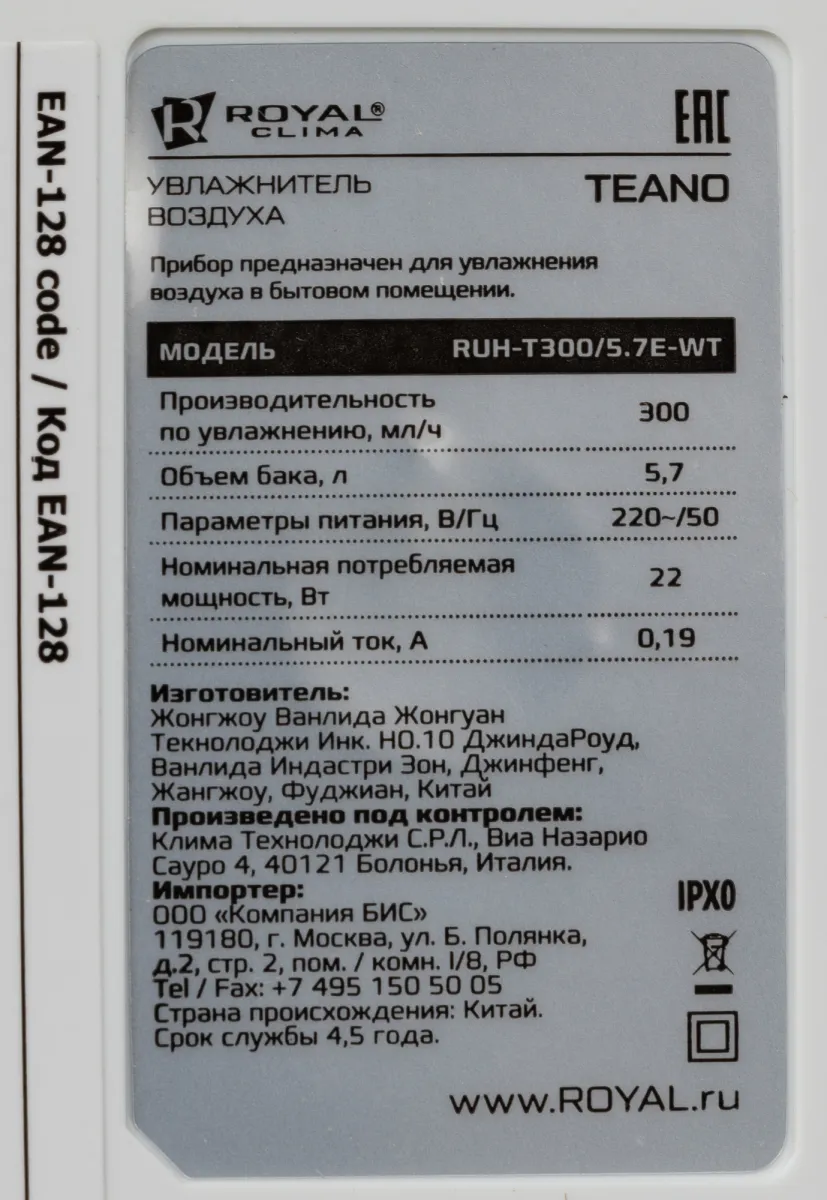 EAN-128 code / Код EAN-128
ROYAL®
CLIMA
EAC
УВЛАЖНИТЕЛЬ
ВОЗДУХА
TEANO
Прибор предназначен для увлажнения
воздуха в бытовом помещении.
МОДЕЛЬ RUH-T300/5.7E-WT
Производительность
по увлажнению, мл/ч 300
Объем бака, л 5,7
Параметры питания, В/Гц 220~/50
Номинальная потребляемая
мощность, Вт 22
Номинальный ток, А 0,19
Изготовитель:
Жонгжоу Ванлида Жонгуан
Текнолоджи Инк. НО.10 ДжиндаРоуд,
Ванлида Индастри Зон, Джинфенг,
Жангжоу, Фуджиан, Китай
Произведено под контролем:
Клима Технолоджи С.Р.Л., Виа Назарио
Сауро 4, 40121 Болонья, Италия.
Импортер:
ООО «Компания БИС»
119180, г. Москва, ул. Б. Полянка,
д.2, стр. 2, пом. / комн. I/8, РФ
Tel / Fax: +7 495 150 50 05
Страна происхождения: Китай.
Срок службы 4,5 года.
IPX0
www.ROYAL.ru